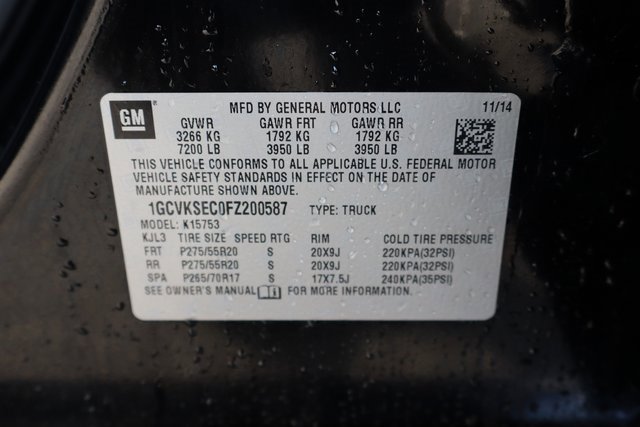 GM
MFD BY GENERAL MOTORS LLC 11/14
GVWR GAWR FRT GAWR RR
3266 KG 1792 KG 1792 KG
7200 LB 3950 LB 3950 LB
THIS VEHICLE CONFORMS TO ALL APPLICABLE U.S. FEDERAL MOTOR
VEHICLE SAFETY STANDARDS IN EFFECT ON THE DATE OF
MANUFACTURE SHOWN ABOVE.
1GCVKSEC0FZ200587 TYPE: TRUCK
MODEL: K15753
KJL3 TIRE SIZE SPEED RTG RIM COLD TIRE PRESSURE
FRT P275/55R20 S 20X9J 220KPA(32PSI)
RR P275/55R20 S 20X9J 220KPA(32PSI)
SPA P265/70R17 S 17X7.5J 240KPA(35PSI)
SEE OWNER'S MANUAL FOR MORE INFORMATION.